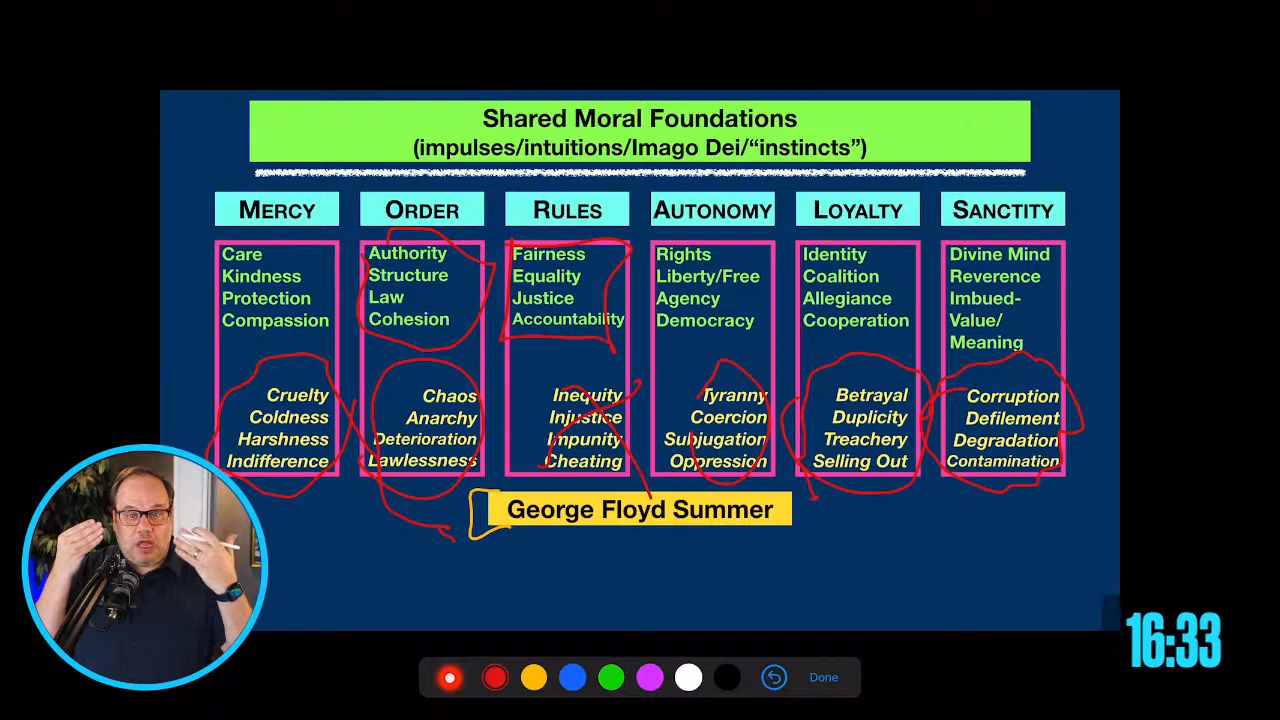 Shared Moral Foundations
(impulses/intuitions/Imago Dei/“instincts”)
MERCY
ORDER
RULES
AUTONOMY
LOYALTY
SANCTITY
Care
Kindness
Protection
Compassion
Cruelty
Coldness
Harshness
Indifference
Authority
Structure
Law
Cohesion
Chaos
Anarchy
Deterioration
Lawlessness
Fairness
Equality
Justice
Accountability
Inequity
Injustice
Impunity
Cheating
Rights
Liberty/Free
Agency
Democracy
Tyranny
Coercion
Subjugation
Oppression
Identity
Coalition
Allegiance
Cooperation
Betrayal
Duplicity
Treachery
Selling Out
Divine Mind
Reverence
Imbued-
Value/
Meaning
Corruption
Defilement
Degradation
Contamination
George Floyd Summer
16:33
Done